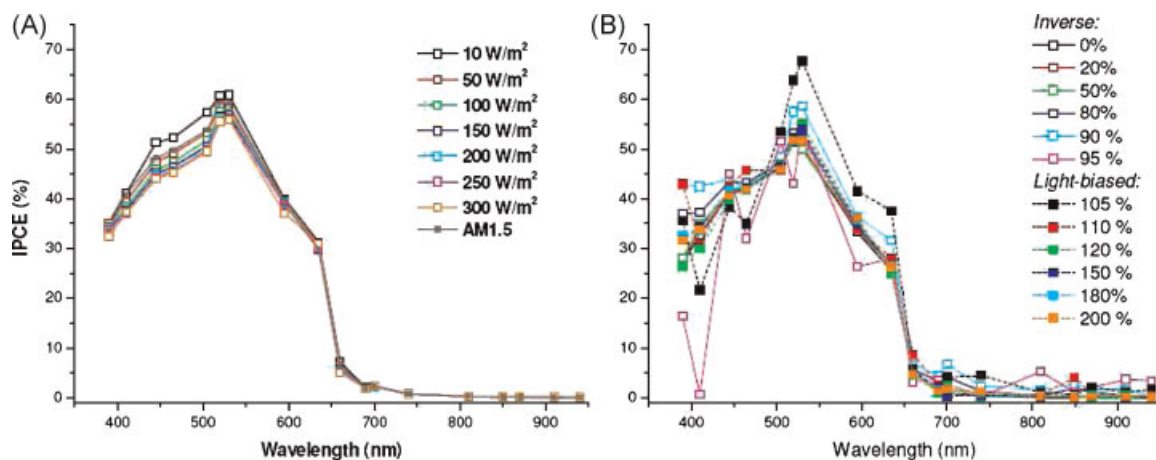 (A)
IPCE (%)
70
60
50
40
30
20
10
0
400 500 600 700 800 900
Wavelength (nm)
10 W/m²
50 W/m²
100 W/m²
150 W/m²
200 W/m²
250 W/m²
300 W/m²
AM1.5
(B)
70
60
50
40
30
20
10
0
400 500 600 700 800 900
Wavelength (nm)
Inverse:
0%
20%
50%
80%
90 %
95 %
Light-biased:
105 %
110 %
120 %
150 %
180%
200 %